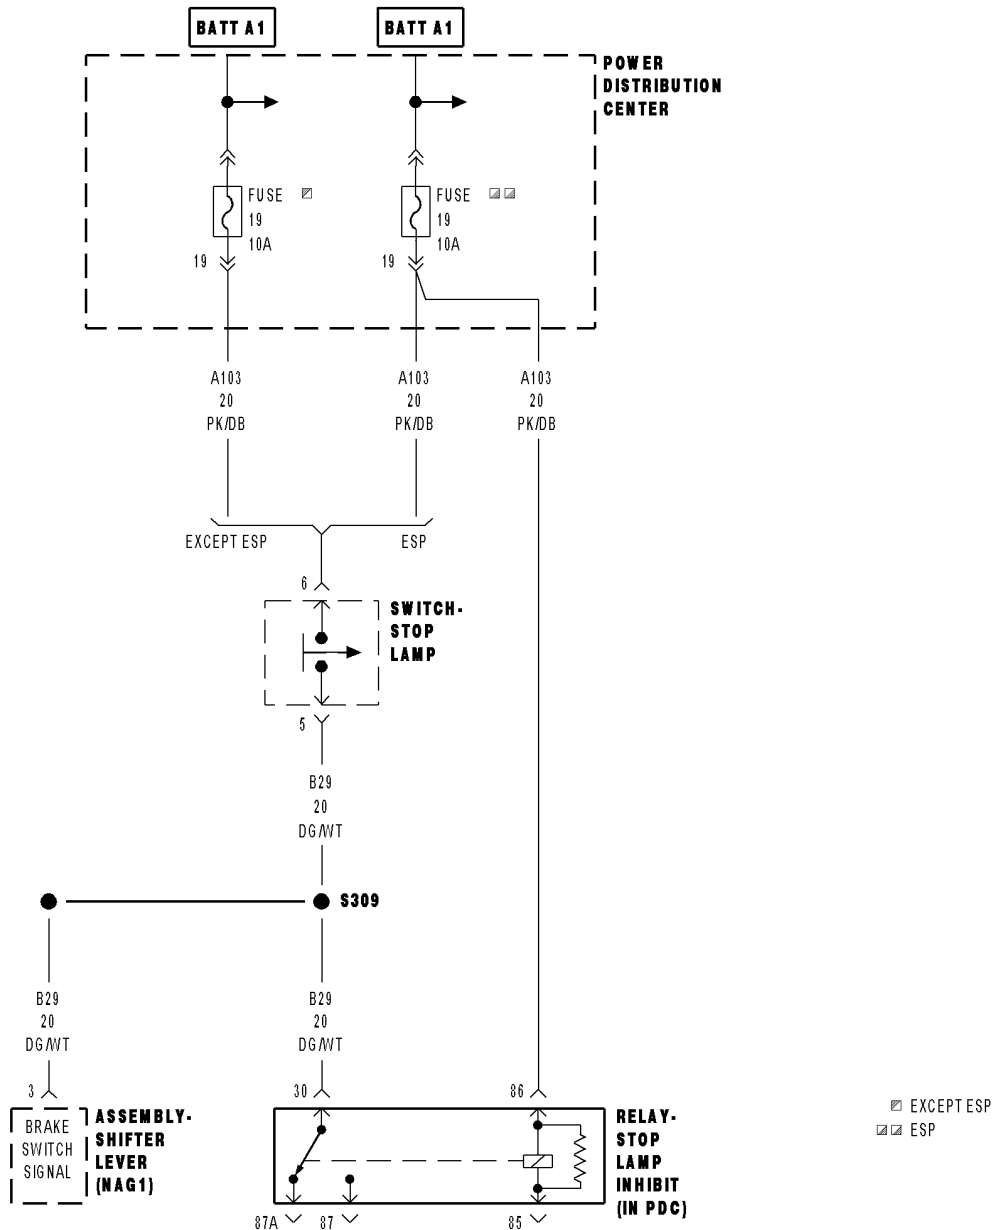 BATT A1
BATT A1
POWER
DISTRIBUTION
CENTER
FUSE
19
10A
FUSE
19
10A
19
19
A103
20
PK/DB
A103
20
PK/DB
A103
20
PK/DB
EXCEPT ESP
ESP
6
SWITCH-
STOP
LAMP
5
B29
20
DG/WT
S309
B29
20
DG/WT
B29
20
DG/WT
3
30
86
BRAKE
SWITCH
SIGNAL
ASSEMBLY-
SHIFTER
LEVER
(NAG1)
RELAY-
STOP
LAMP
INHIBIT
(IN PDC)
EXCEPT ESP
ESP
87A
87
85